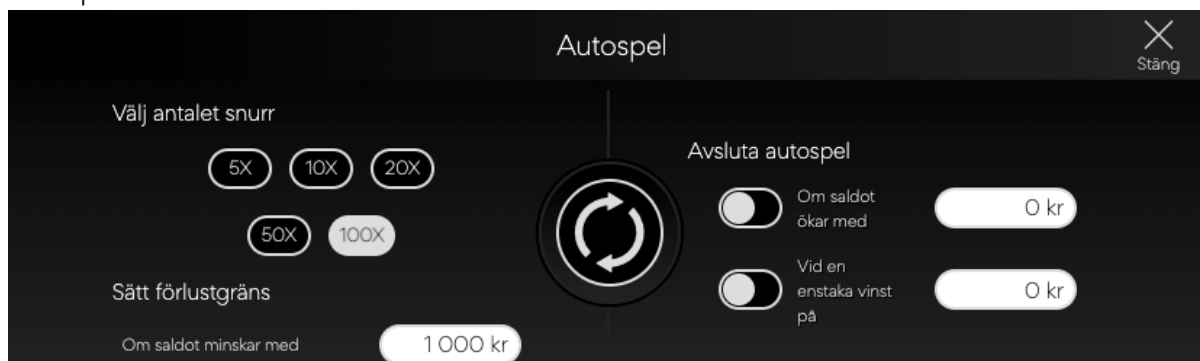 Autospel
Stäng
Välj antalet snurr
5X 10X 20X
50X 100X
Sätt förlustgräns
Om saldot minskar med 1 000 kr
Avsluta autospel
Om saldot
ökar med
0 kr
Vid en
enstaka vinst
på
0 kr